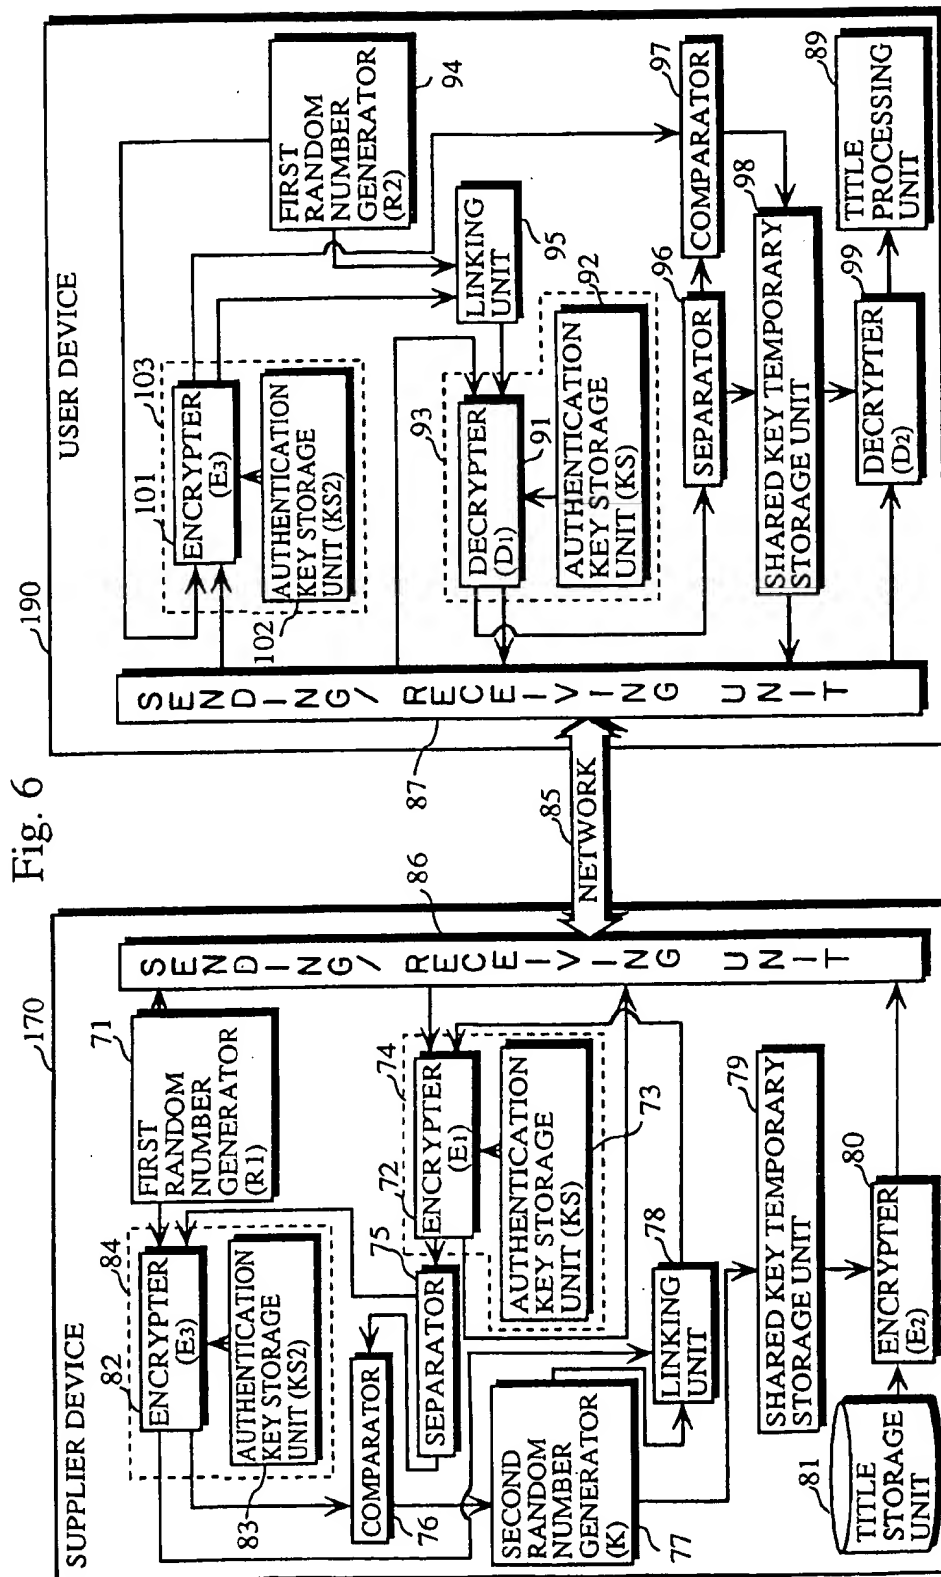 Fig. 6
SUPPLIER DEVICE
170
71
FIRST
RANDOM
NUMBER
GENERATOR
(R1)
82
84
ENCRYPTER
(E3)
AUTHENTICATION
KEY STORAGE
UNIT (KS2)
83
72
74
ENCRYPTER
(E1)
AUTHENTICATION
KEY STORAGE
UNIT (KS)
73
75
SEPARATOR
COMPARATOR
76
SECOND
RANDOM
NUMBER
GENERATOR
(K)
77
78
LINKING
UNIT
79
SHARED KEY TEMPORARY
STORAGE UNIT
80
ENCRYPTER
(E2)
81
TITLE
STORAGE
UNIT
86
SENDING/RECEIVING UNIT
85
NETWORK
USER DEVICE
190
87
SENDING/RECEIVING UNIT
101
103
ENCRYPTER
(E3)
AUTHENTICATION
KEY STORAGE
UNIT (KS2)
102
FIRST
RANDOM
NUMBER
GENERATOR
(R2)
94
LINKING
UNIT
95
93
DECRYPTER
(D1)
91
AUTHENTICATION
KEY STORAGE
UNIT (KS)
92
96
SEPARATOR
97
COMPARATOR
98
SHARED KEY TEMPORARY
STORAGE UNIT
99
DECRYPTER
(D2)
89
TITLE
PROCESSING
UNIT